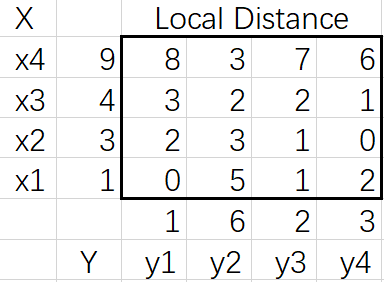 X Local Distance
x4 9 8 3 7 6
x3 4 3 2 2 1
x2 3 2 3 1 0
x1 1 0 5 1 2
1 6 2 3
Y y1 y2 y3 y4